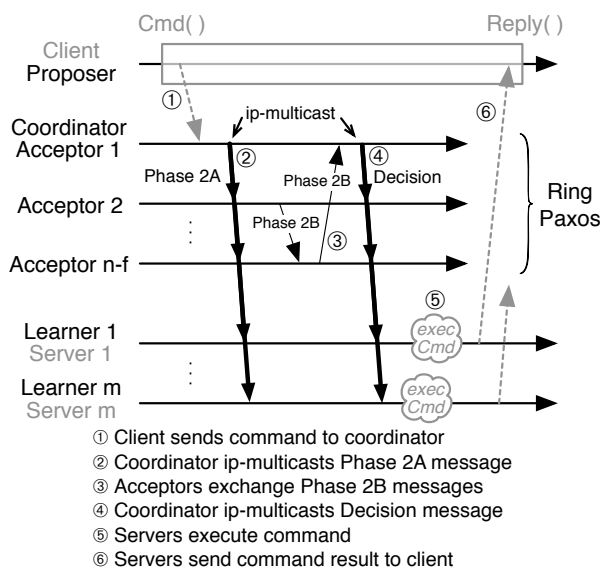 Cmd( )
Reply( )
Client
Proposer
①
⑥
ip-multicast
Coordinator
Acceptor 1
②
④
Phase 2A
Phase 2B
Decision
Acceptor 2
Phase 2B
③
Ring
Paxos
⋮
Acceptor n-f
⑤
Learner 1
Server 1
exec
Cmd
⋮
Learner m
Server m
exec
Cmd
① Client sends command to coordinator
② Coordinator ip-multicasts Phase 2A message
③ Acceptors exchange Phase 2B messages
④ Coordinator ip-multicasts Decision message
⑤ Servers execute command
⑥ Servers send command result to client